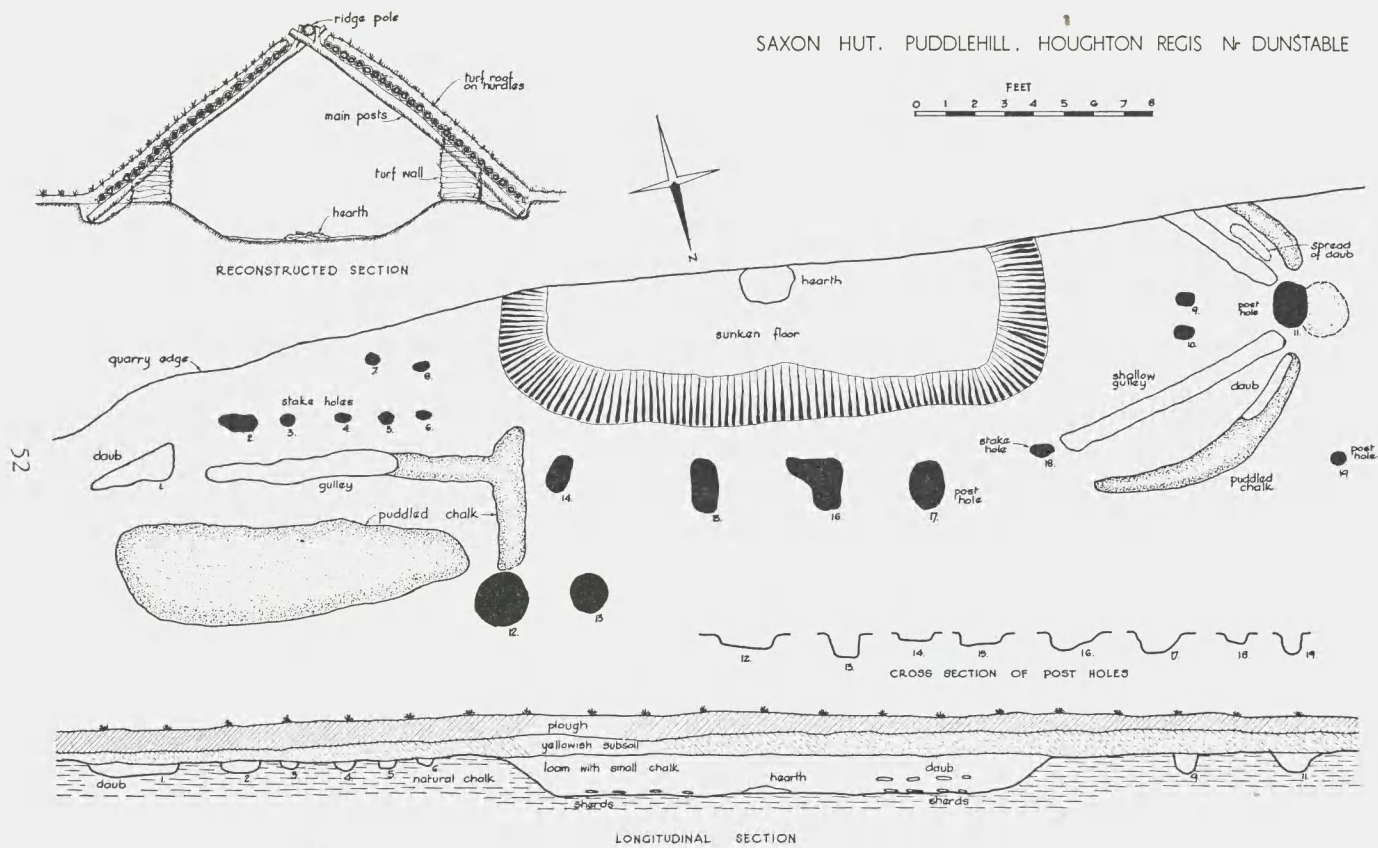 SAXON HUT. PUDDLEHILL. HOUGHTON REGIS Nr DUNSTABLE
FEET
0 1 2 3 4 5 6 7 8
ridge pole
turf roof
on hurdles
main posts
turf wall
hearth
RECONSTRUCTED SECTION
N
hearth
sunken floor
quarry edge
spread
of daub
9.
10.
post
hole
11.
7.
8.
stake holes
2.
3.
4.
5.
6.
shallow
gulley
daub
daub
1.
gulley
puddled chalk
stake
hole
18.
post
hole
19
puddled
chalk
14.
15.
16.
17.
post
hole
12.
13
52
12.
13.
14.
15.
16.
17.
18.
19.
CROSS SECTION OF POST HOLES
plough
yellowish subsoil
loam with small chalk
hearth
daub
daub
1.
2.
3.
4.
5.
6.
natural chalk
sherds
sherds
9
11.
LONGITUDINAL SECTION